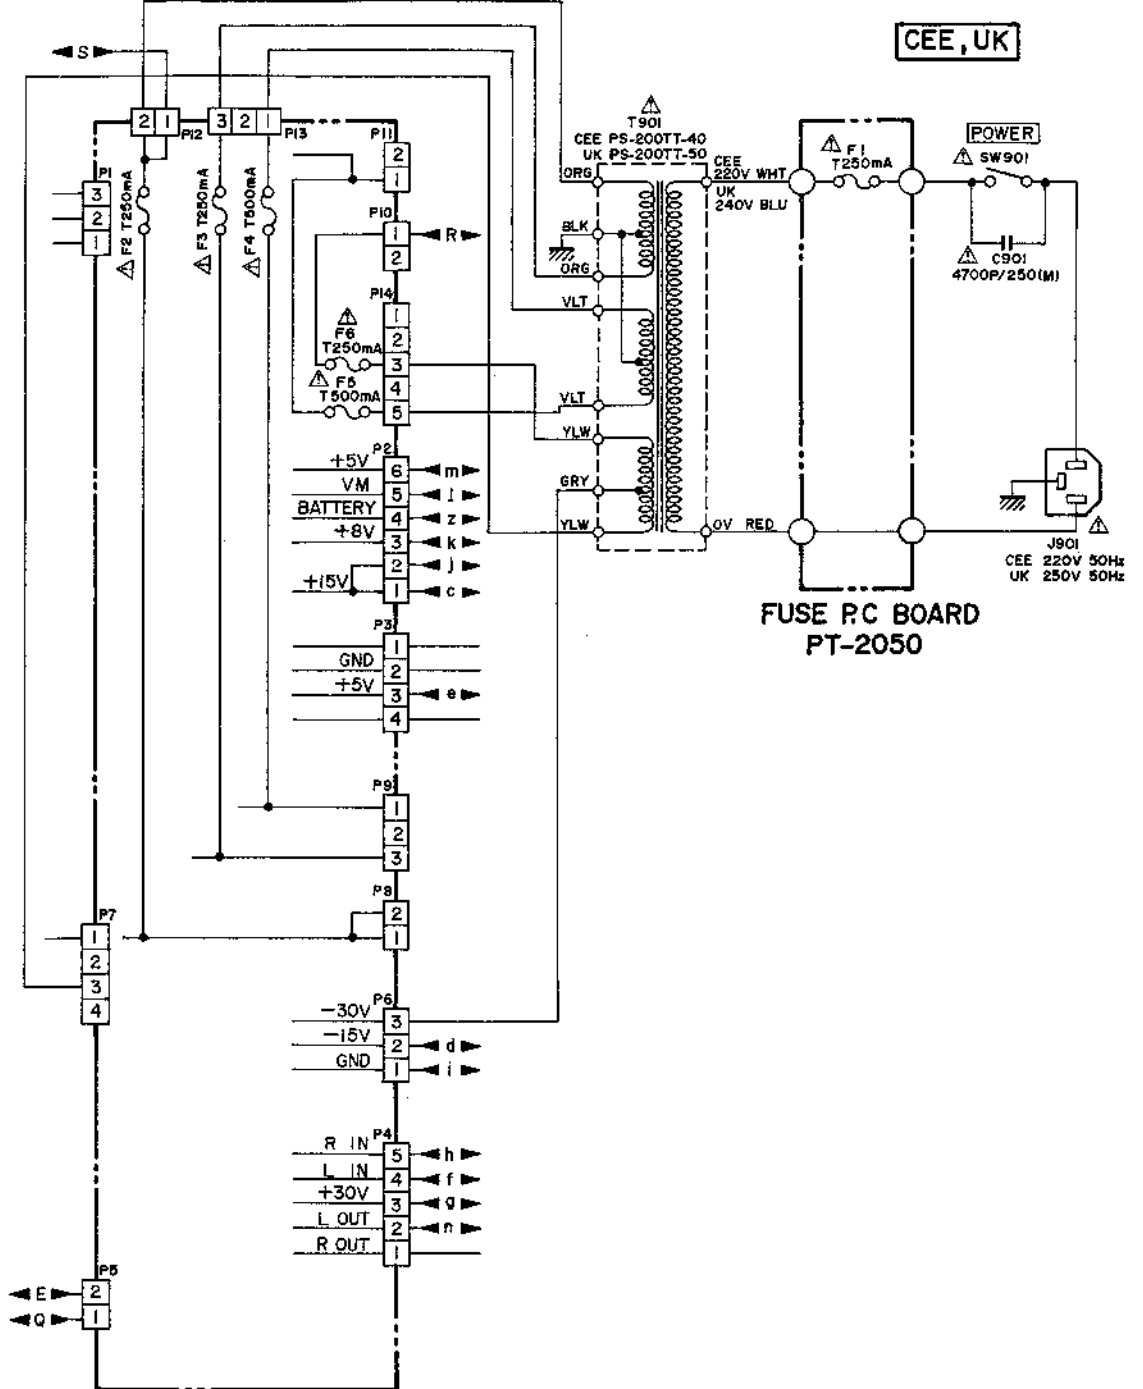 CEE, UK
S
2 1
P12
3 2 1
P13
P11
2
1
P1
3
2
1
F2 T250mA
F3 T250mA
F4 T500mA
P10
1
2
R
P14
1
2
3
4
5
F6
T250mA
F5
T500mA
T901
CEE PS-200TT-40
UK PS-200TT-50
ORG
BLK
ORG
VLT
VLT
YLW
GRY
YLW
CEE
220V WHT
UK
240V BLU
0V RED
F1
T250mA
POWER
SW901
C901
4700P/250(M)
J901
CEE 220V 50Hz
UK 250V 50Hz
FUSE P.C BOARD
PT-2050
P2
+5V 6 m
VM 5 l
BATTERY 4 z
+8V 3 k
2 j
+15V 1 c
P3
1
GND 2
+5V 3 e
4
P9
1
2
3
P8
2
1
P7
1
2
3
4
P6
-30V 3
-15V 2 d
GND 1 i
P4
R IN 5 h
L IN 4 f
+30V 3 g
L OUT 2 n
R OUT 1
P5
E 2
Q 1